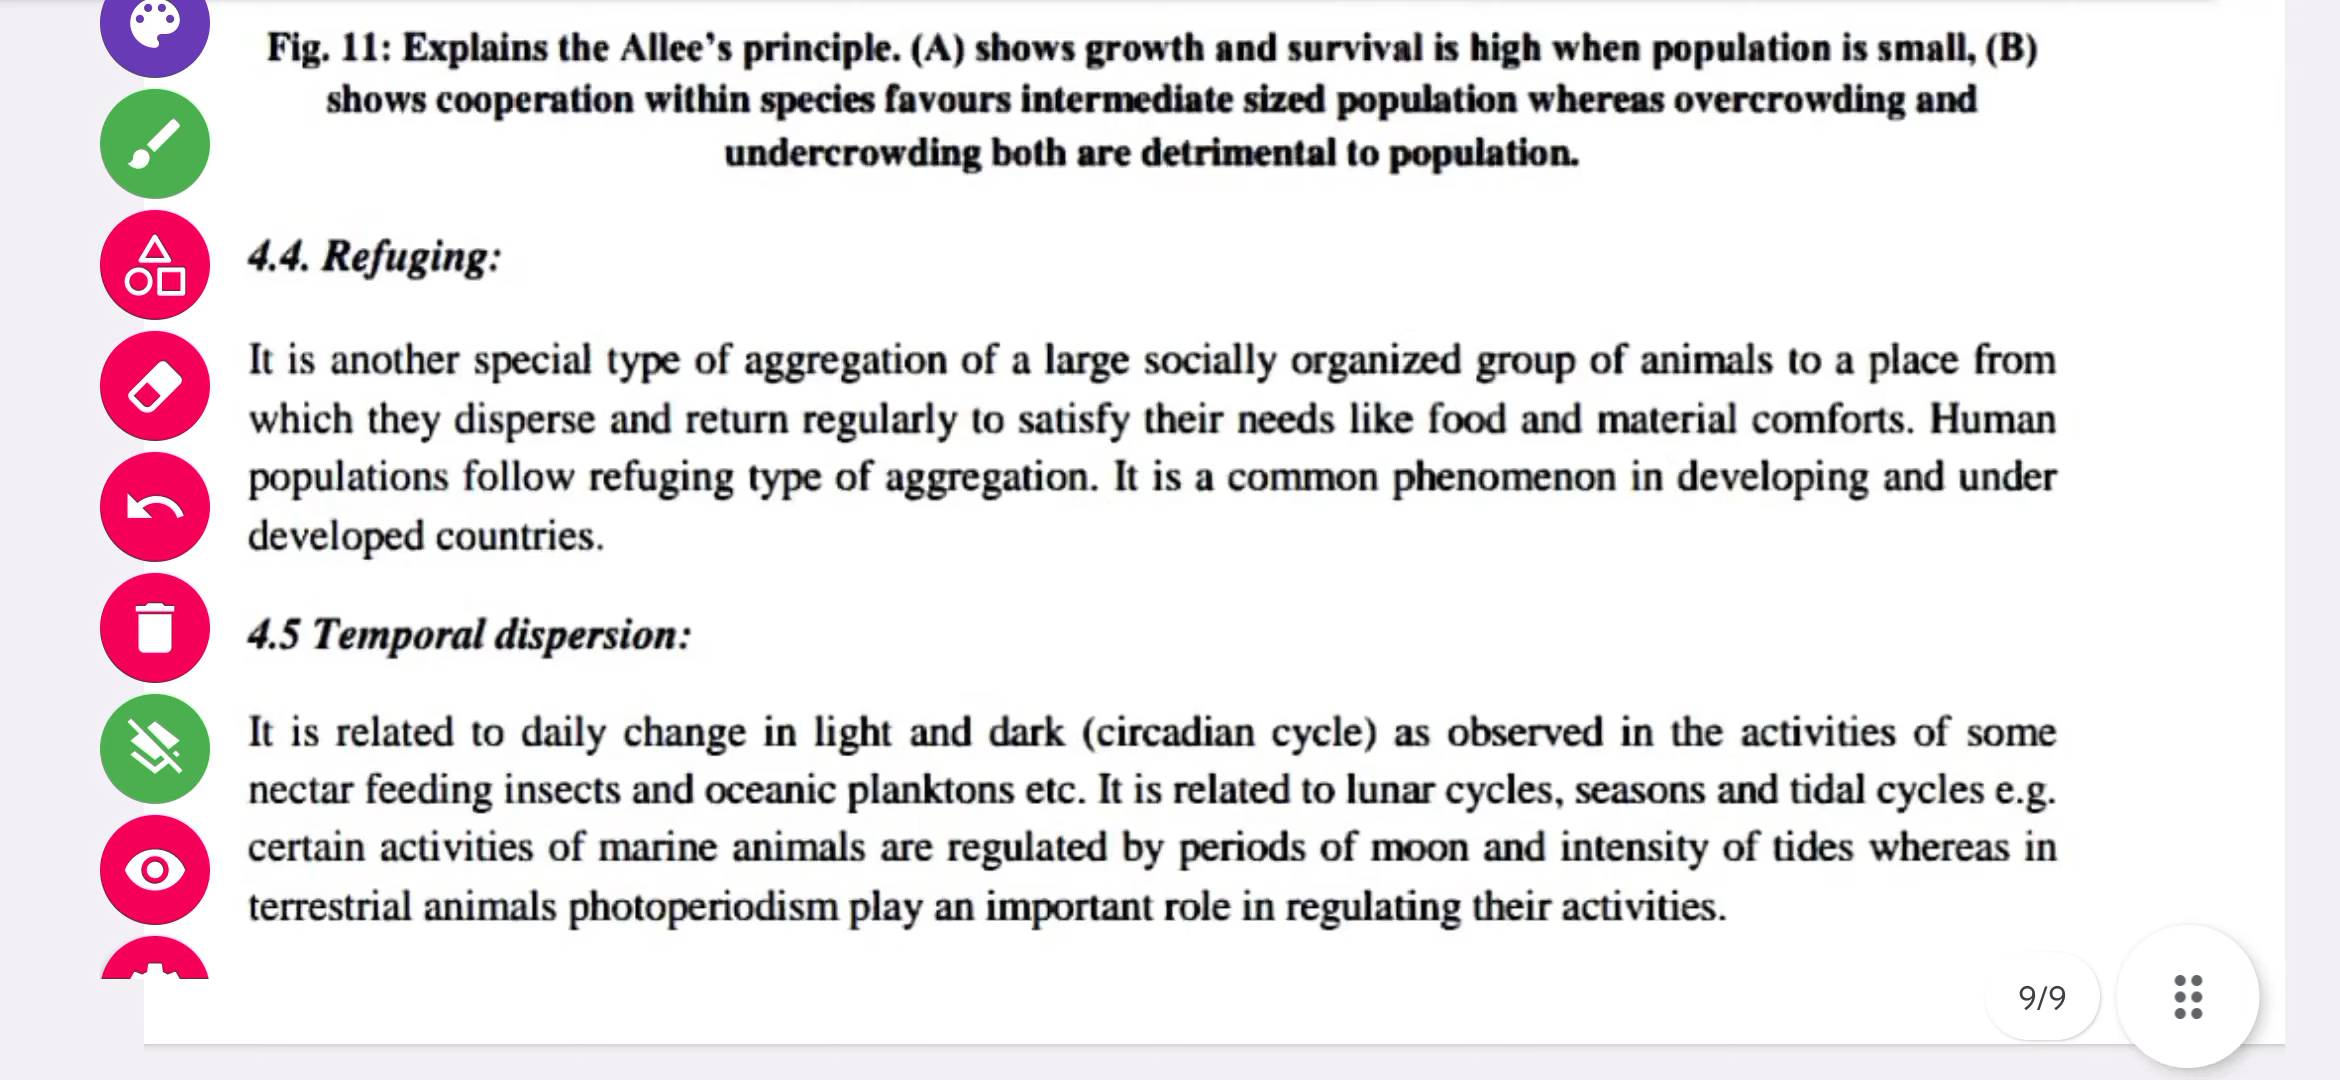 Fig. 11: Explains the Allee’s principle. (A) shows growth and survival is high when population is small, (B)
shows cooperation within species favours intermediate sized population whereas overcrowding and
undercrowding both are detrimental to population.
4.4. Refuging:
It is another special type of aggregation of a large socially organized group of animals to a place from
which they disperse and return regularly to satisfy their needs like food and material comforts. Human
populations follow refuging type of aggregation. It is a common phenomenon in developing and under
developed countries.
4.5 Temporal dispersion:
It is related to daily change in light and dark (circadian cycle) as observed in the activities of some
nectar feeding insects and oceanic planktons etc. It is related to lunar cycles, seasons and tidal cycles e.g.
certain activities of marine animals are regulated by periods of moon and intensity of tides whereas in
terrestrial animals photoperiodism play an important role in regulating their activities.
9/9